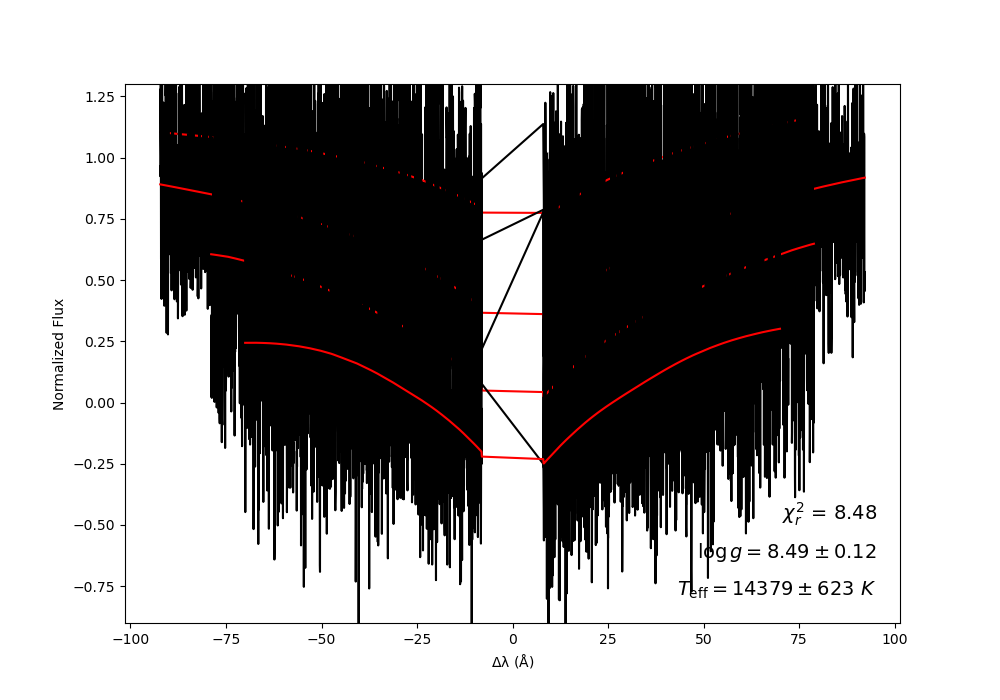 1.25
1.00
0.75
0.50
0.25
0.00
−0.25
−0.50
−0.75
Normalized Flux
χ²ᵣ = 8.48
log g = 8.49 ± 0.12
T_eff = 14379 ± 623 K
−100 −75 −50 −25 0 25 50 75 100
Δλ (Å)